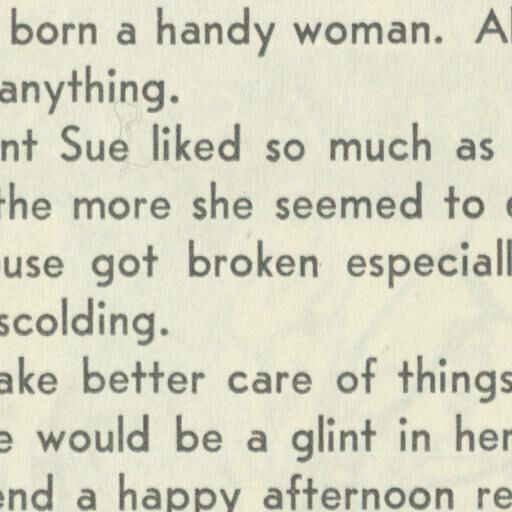 born a handy woman. Al
anything.
nt Sue liked so much as
the more she seemed to
use got broken especiall
scolding.
ake better care of things
e would be a glint in her
end a happy afternoon re